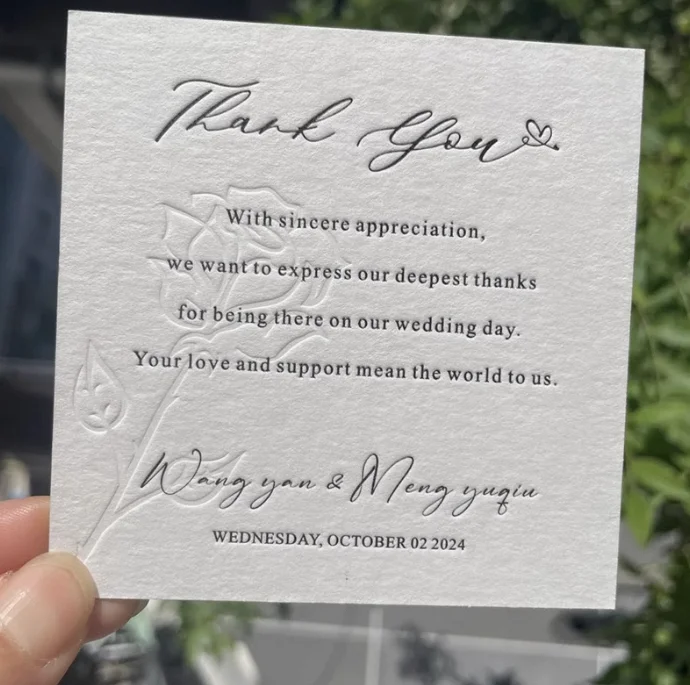 Thank You
With sincere appreciation,
we want to express our deepest thanks
for being there on our wedding day.
Your love and support mean the world to us.
Wang yan & Meng yuqiu
WEDNESDAY, OCTOBER 02 2024